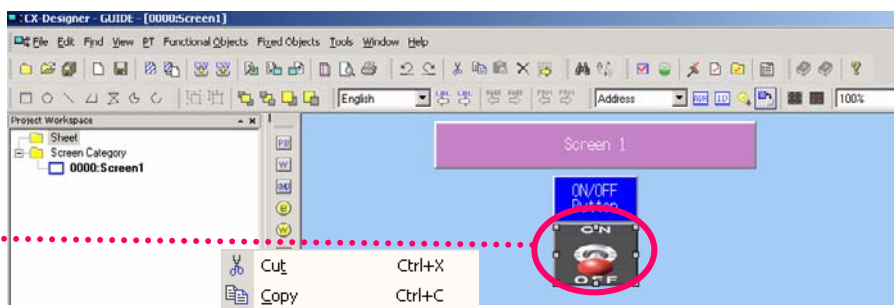 CX-Designer - GUIDE - [0000:Screen1]
File Edit Find View PT Functional Objects Fixed Objects Tools Window Help
English Address 100%
Project Workspace
Sheet
Screen Category
0000:Screen1
Screen 1
ON/OFF
Button
ON
OFF
Cut Ctrl+X
Copy Ctrl+C